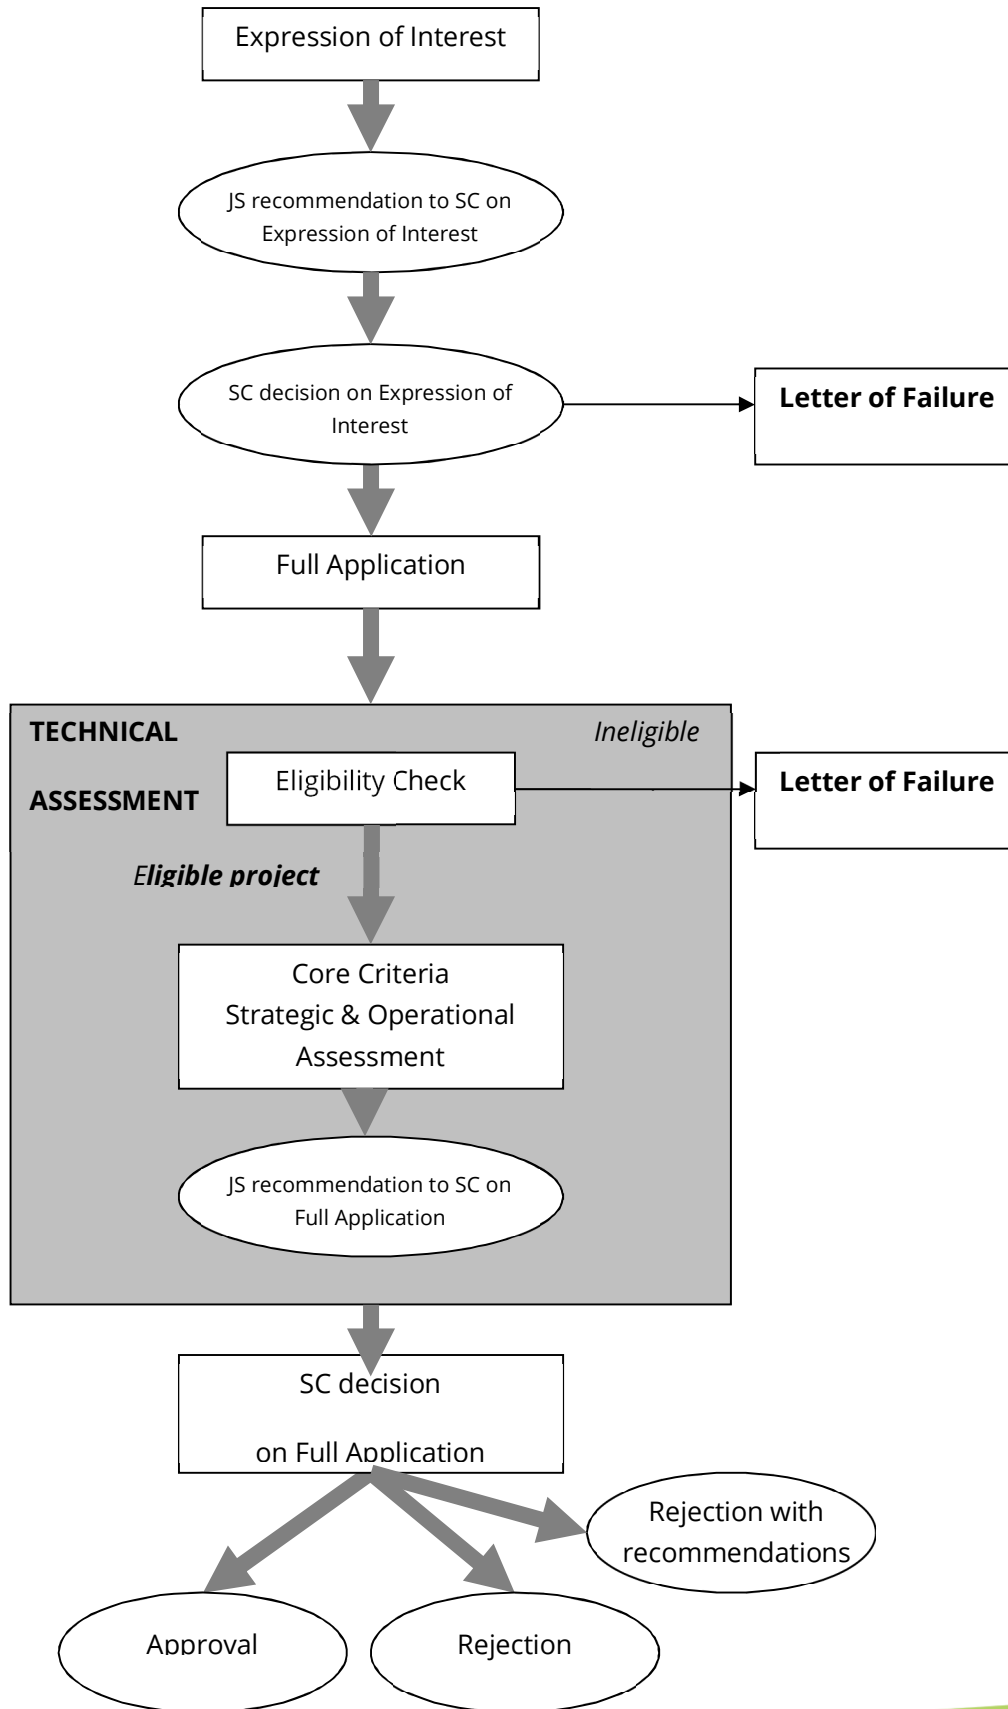 Expression of Interest
JS recommendation to SC on
Expression of Interest
SC decision on Expression of
Interest
Letter of Failure
Full Application
TECHNICAL
Ineligible
ASSESSMENT
Eligibility Check
Letter of Failure
Eligible project
Core Criteria
Strategic & Operational
Assessment
JS recommendation to SC on
Full Application
SC decision
on Full Application
Rejection with
recommendations
Approval
Rejection